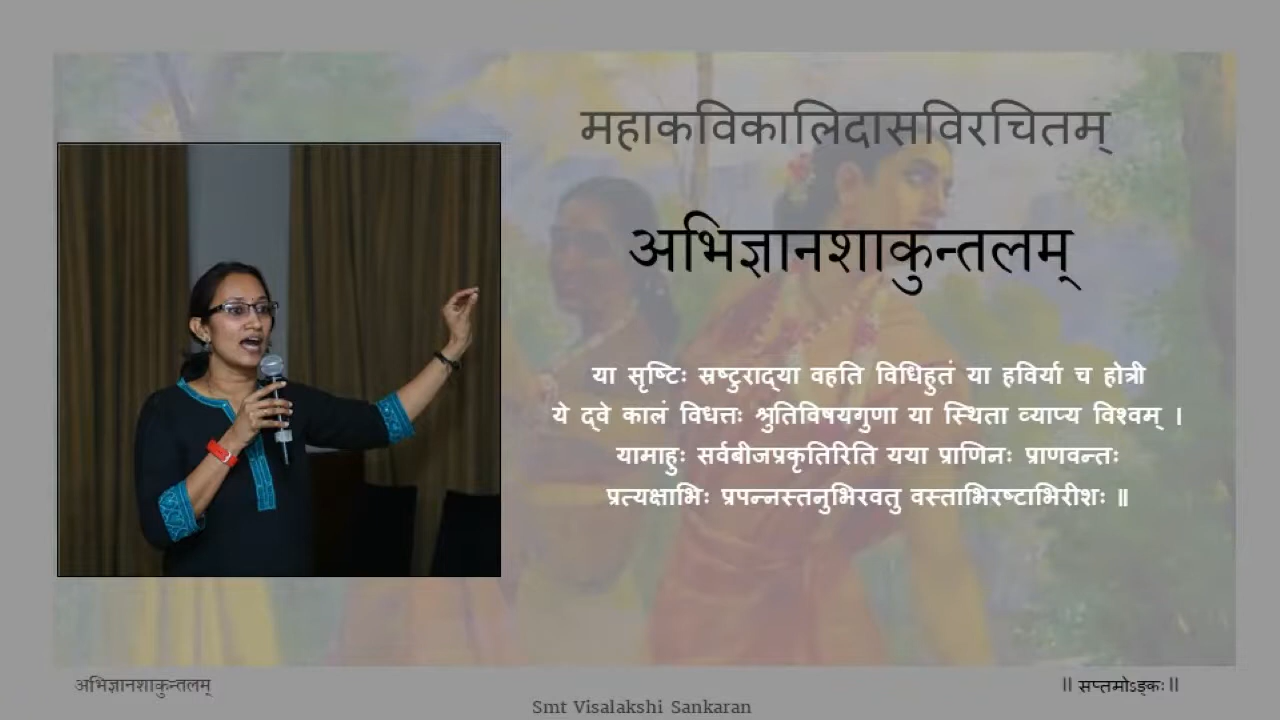 महाकविकालिदासविरचितम्
अभिज्ञानशाकुन्तलम्
या सृष्टिः स्रष्टुराद्या वहति विधिहुतं या हविर्या च होत्री
ये द्वे कालं विधत्तः श्रुतिविषयगुणा या स्थिता व्याप्य विश्वम् ।
यामाहुः सर्वबीजप्रकृतिरिति यया प्राणिनः प्राणवन्तः
प्रत्यक्षाभिः प्रपन्नस्तनुभिरवतु वस्ताभिरष्टाभिरीशः ॥
अभिज्ञानशाकुन्तलम्
॥ सप्तमोऽङ्कः ॥
Smt Visalakshi Sankaran